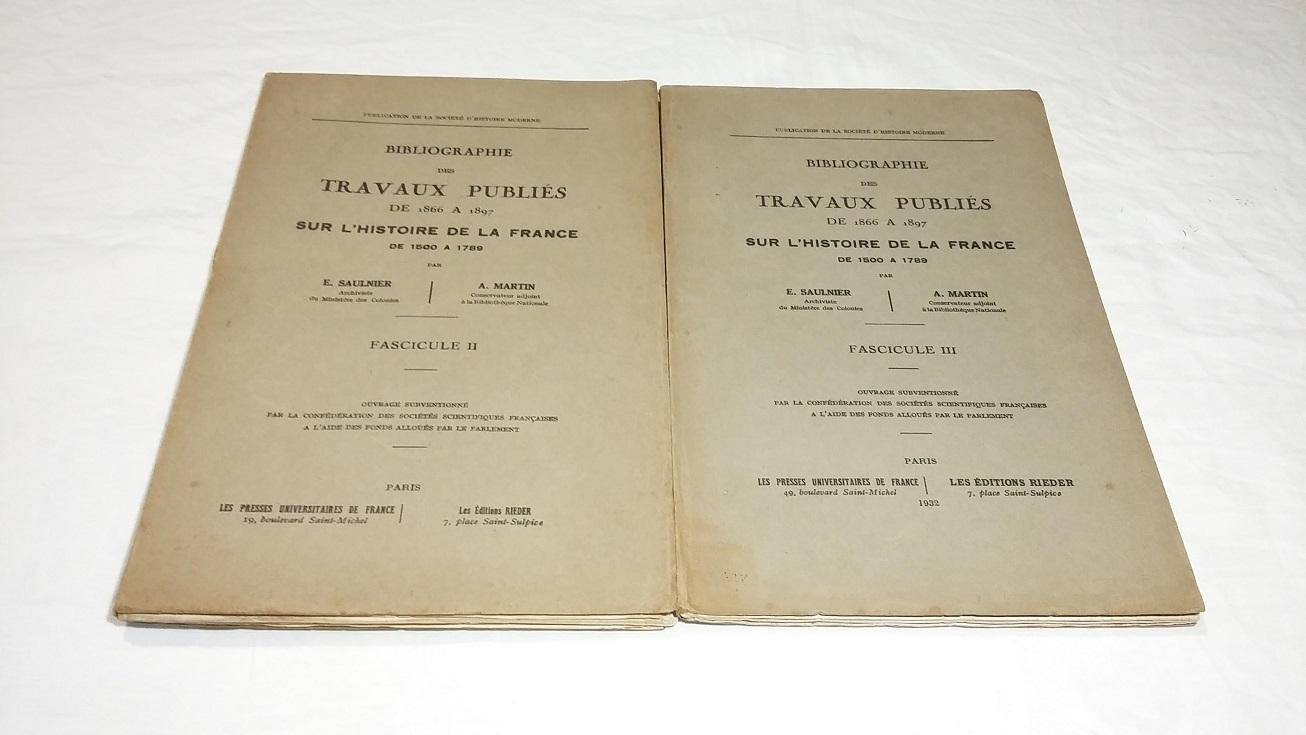 PUBLICATION DE LA SOCIÉTÉ D'HISTOIRE MODERNE
BIBLIOGRAPHIE
DES
TRAVAUX PUBLIÉS
DE 1866 A 1897
SUR L'HISTOIRE DE LA FRANCE
DE 1500 A 1789
PAR
E. SAULNIER
Archiviste
du Ministère des Colonies
A. MARTIN
Conservateur adjoint
à la Bibliothèque Nationale
FASCICULE II
OUVRAGE SUBVENTIONNÉ
PAR LA CONFÉDÉRATION DES SOCIÉTÉS SCIENTIFIQUES FRANÇAISES
A L'AIDE DES FONDS ALLOUÉS PAR LE PARLEMENT
PARIS
LES PRESSES UNIVERSITAIRES DE FRANCE
19, boulevard Saint-Michel
Les Éditions RIEDER
7, place Saint-Sulpice
PUBLICATION DE LA SOCIÉTÉ D'HISTOIRE MODERNE
BIBLIOGRAPHIE
DES
TRAVAUX PUBLIÉS
DE 1866 A 1897
SUR L'HISTOIRE DE LA FRANCE
DE 1500 A 1789
PAR
E. SAULNIER
Archiviste
du Ministère des Colonies
A. MARTIN
Conservateur adjoint
à la Bibliothèque Nationale
FASCICULE III
OUVRAGE SUBVENTIONNÉ
PAR LA CONFÉDÉRATION DES SOCIÉTÉS SCIENTIFIQUES FRANÇAISES
A L'AIDE DES FONDS ALLOUÉS PAR LE PARLEMENT
PARIS
LES PRESSES UNIVERSITAIRES DE FRANCE
49, boulevard Saint-Michel
LES ÉDITIONS RIEDER
7, place Saint-Sulpice
1932